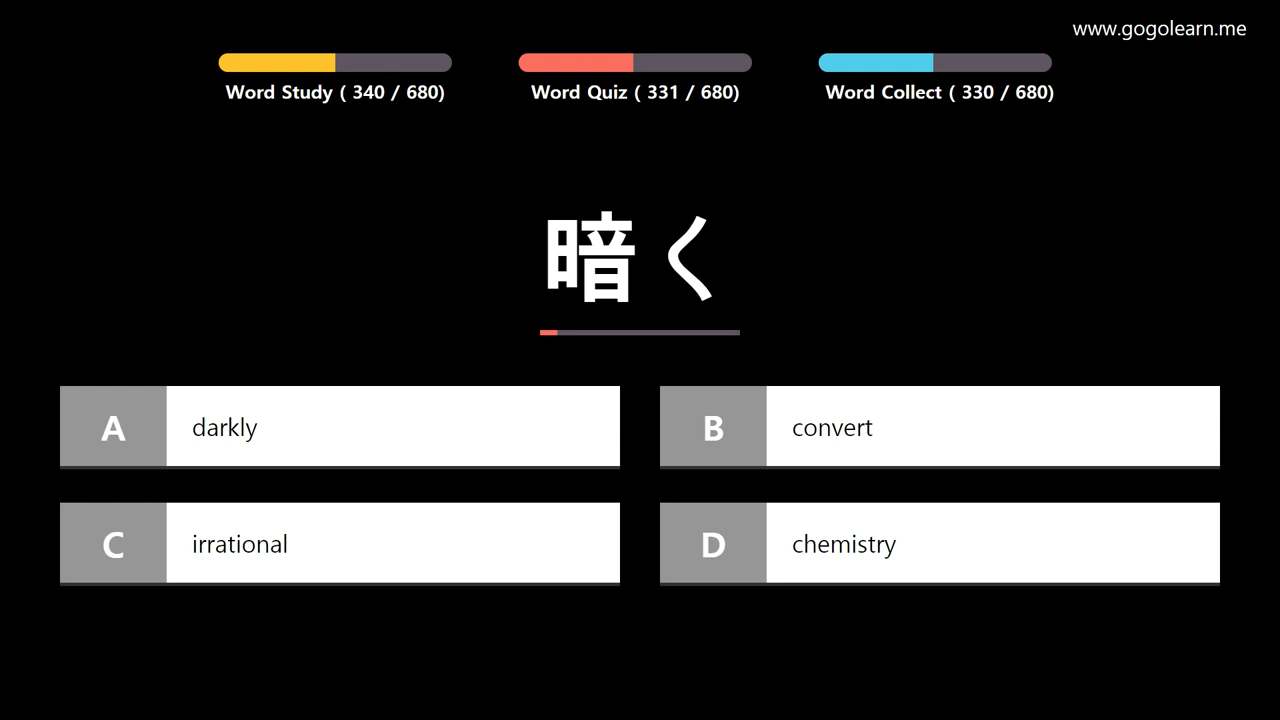 www.gogolearn.me
Word Study ( 340 / 680)
Word Quiz ( 331 / 680)
Word Collect ( 330 / 680)
暗く
A darkly
B convert
C irrational
D chemistry